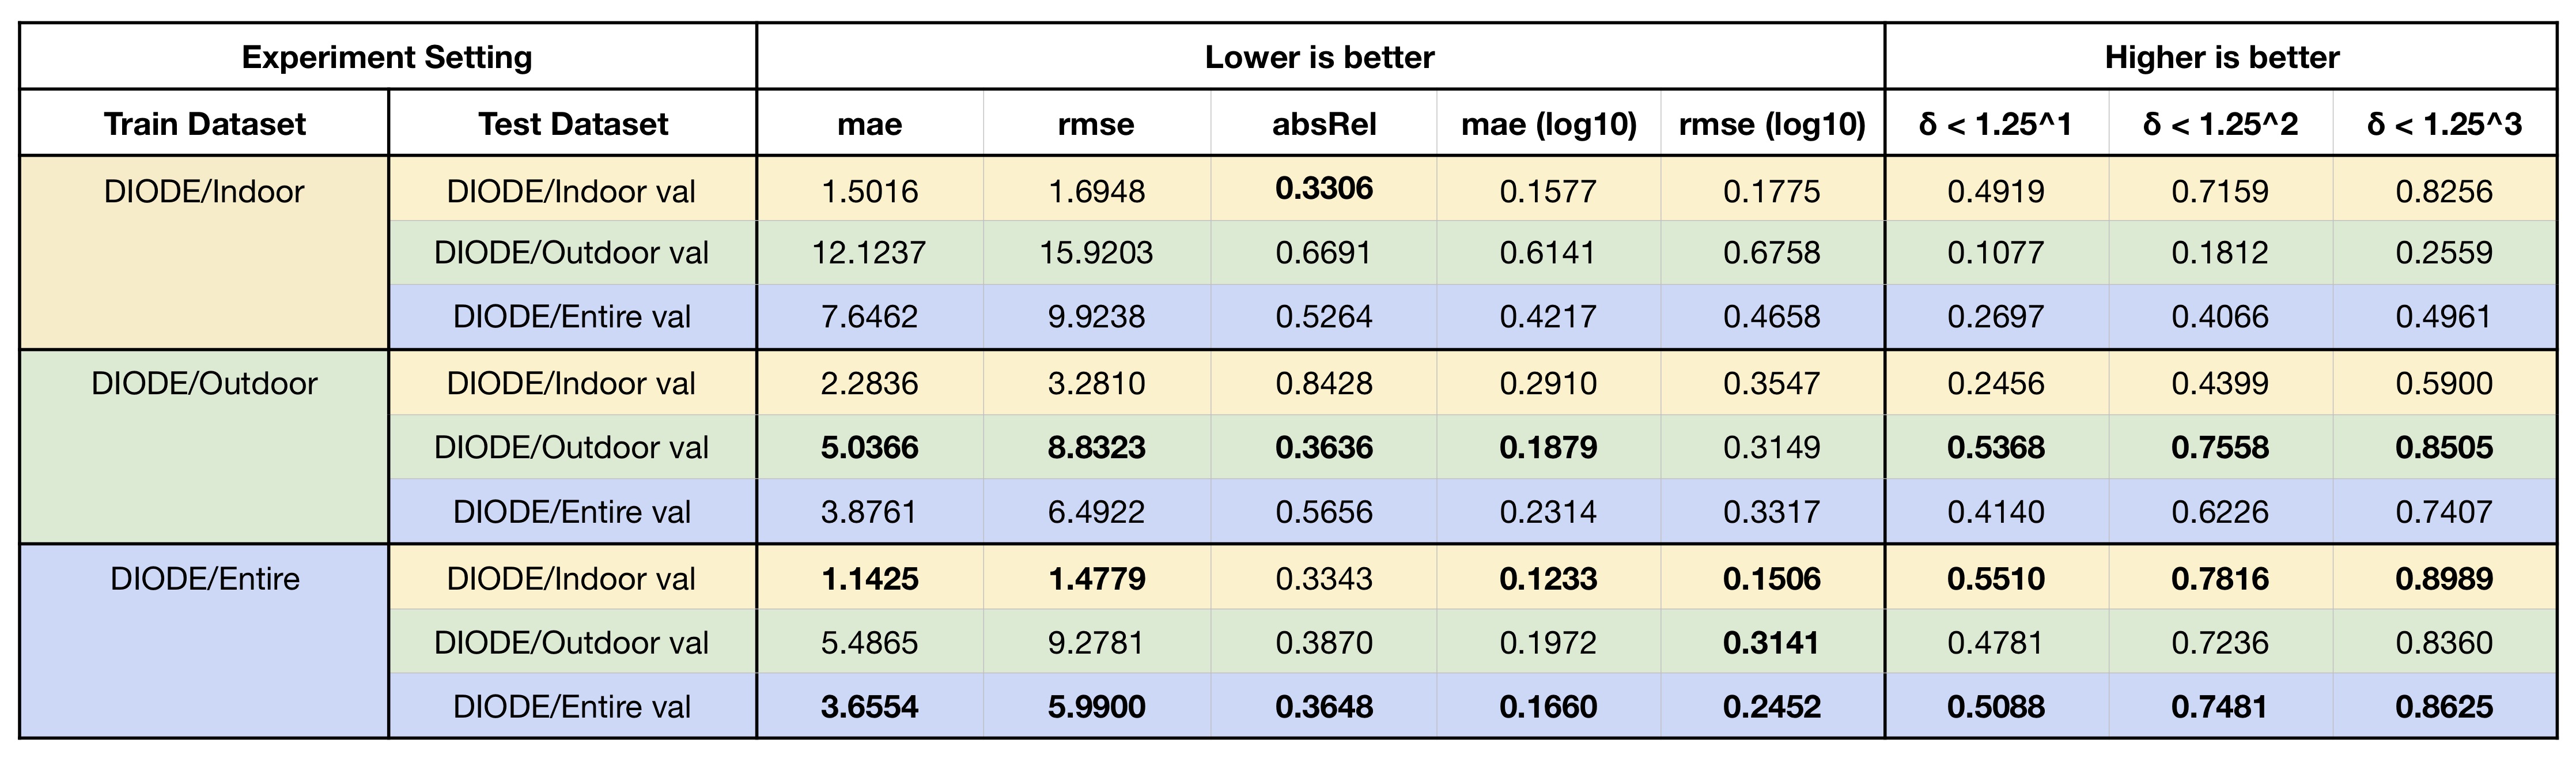 Experiment Setting Lower is better Higher is better
Train Dataset Test Dataset mae rmse absRel mae (log10) rmse (log10) δ < 1.25^1 δ < 1.25^2 δ < 1.25^3
DIODE/Indoor DIODE/Indoor val 1.5016 1.6948 0.3306 0.1577 0.1775 0.4919 0.7159 0.8256
DIODE/Outdoor val 12.1237 15.9203 0.6691 0.6141 0.6758 0.1077 0.1812 0.2559
DIODE/Entire val 7.6462 9.9238 0.5264 0.4217 0.4658 0.2697 0.4066 0.4961
DIODE/Outdoor DIODE/Indoor val 2.2836 3.2810 0.8428 0.2910 0.3547 0.2456 0.4399 0.5900
DIODE/Outdoor val 5.0366 8.8323 0.3636 0.1879 0.3149 0.5368 0.7558 0.8505
DIODE/Entire val 3.8761 6.4922 0.5656 0.2314 0.3317 0.4140 0.6226 0.7407
DIODE/Entire DIODE/Indoor val 1.1425 1.4779 0.3343 0.1233 0.1506 0.5510 0.7816 0.8989
DIODE/Outdoor val 5.4865 9.2781 0.3870 0.1972 0.3141 0.4781 0.7236 0.8360
DIODE/Entire val 3.6554 5.9900 0.3648 0.1660 0.2452 0.5088 0.7481 0.8625